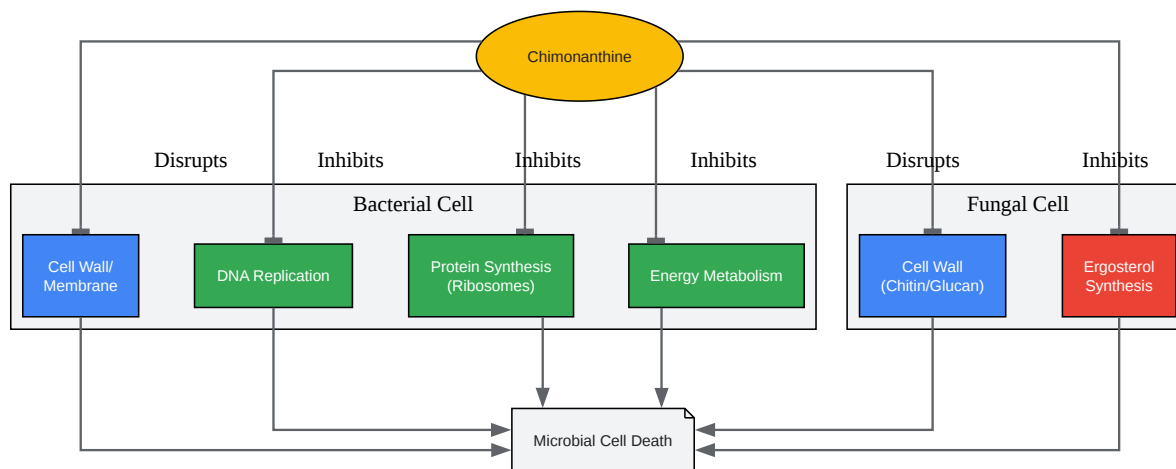 Chimonanthine
Disrupts
Inhibits
Inhibits
Inhibits
Disrupts
Inhibits
Bacterial Cell
Fungal Cell
Cell Wall/
Membrane
DNA Replication
Protein Synthesis
(Ribosomes)
Energy Metabolism
Cell Wall
(Chitin/Glucan)
Ergosterol
Synthesis
Microbial Cell Death